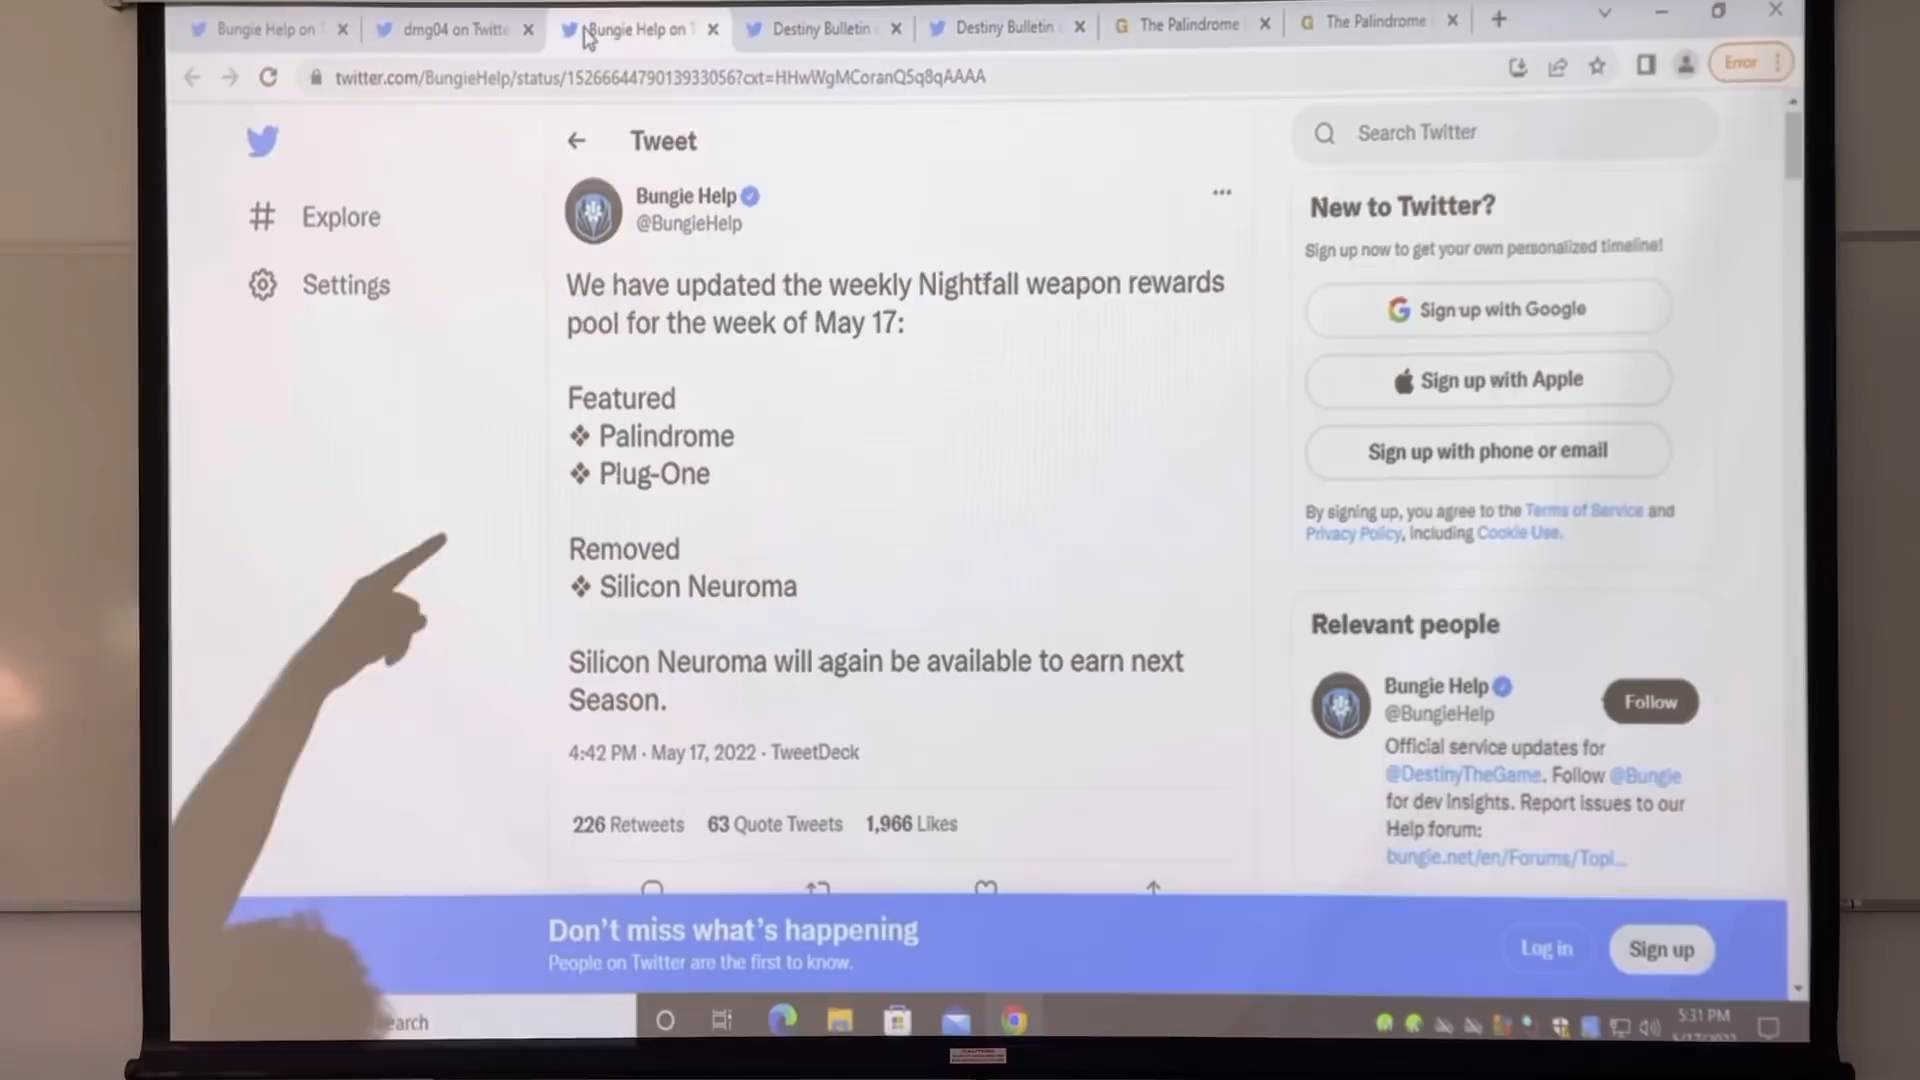 Bungie Help on T
dmg04 on Twitte
Bungie Help on T
Destiny Bulletin
Destiny Bulletin
The Palindrome
The Palindrome
twitter.com/BungieHelp/status/1526664479013933056?cxt=HHwWgMCoranQ5q8qAAAA
Error
Explore
Settings
Tweet
Bungie Help
@BungieHelp
We have updated the weekly Nightfall weapon rewards
pool for the week of May 17:
Featured
❖ Palindrome
❖ Plug-One
Removed
❖ Silicon Neuroma
Silicon Neuroma will again be available to earn next
Season.
4:42 PM · May 17, 2022 · TweetDeck
226 Retweets 63 Quote Tweets 1,966 Likes
Search Twitter
New to Twitter?
Sign up now to get your own personalized timeline!
Sign up with Google
Sign up with Apple
Sign up with phone or email
By signing up, you agree to the Terms of Service and
Privacy Policy, including Cookie Use.
Relevant people
Bungie Help
@BungieHelp
Follow
Official service updates for
@DestinyTheGame. Follow @Bungie
for dev insights. Report issues to our
Help forum:
bungie.net/en/Forums/Topi...
Don't miss what's happening
People on Twitter are the first to know.
Log in
Sign up
earch
5:31 PM